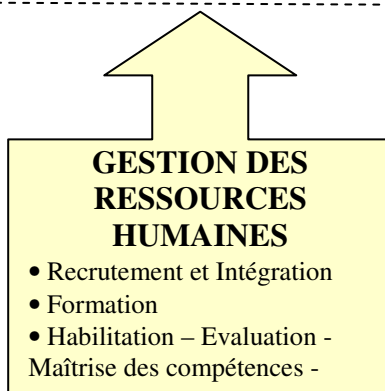 GESTION DES
RESSOURCES
HUMAINES
• Recrutement et Intégration
• Formation
• Habilitation – Evaluation -
Maîtrise des compétences -